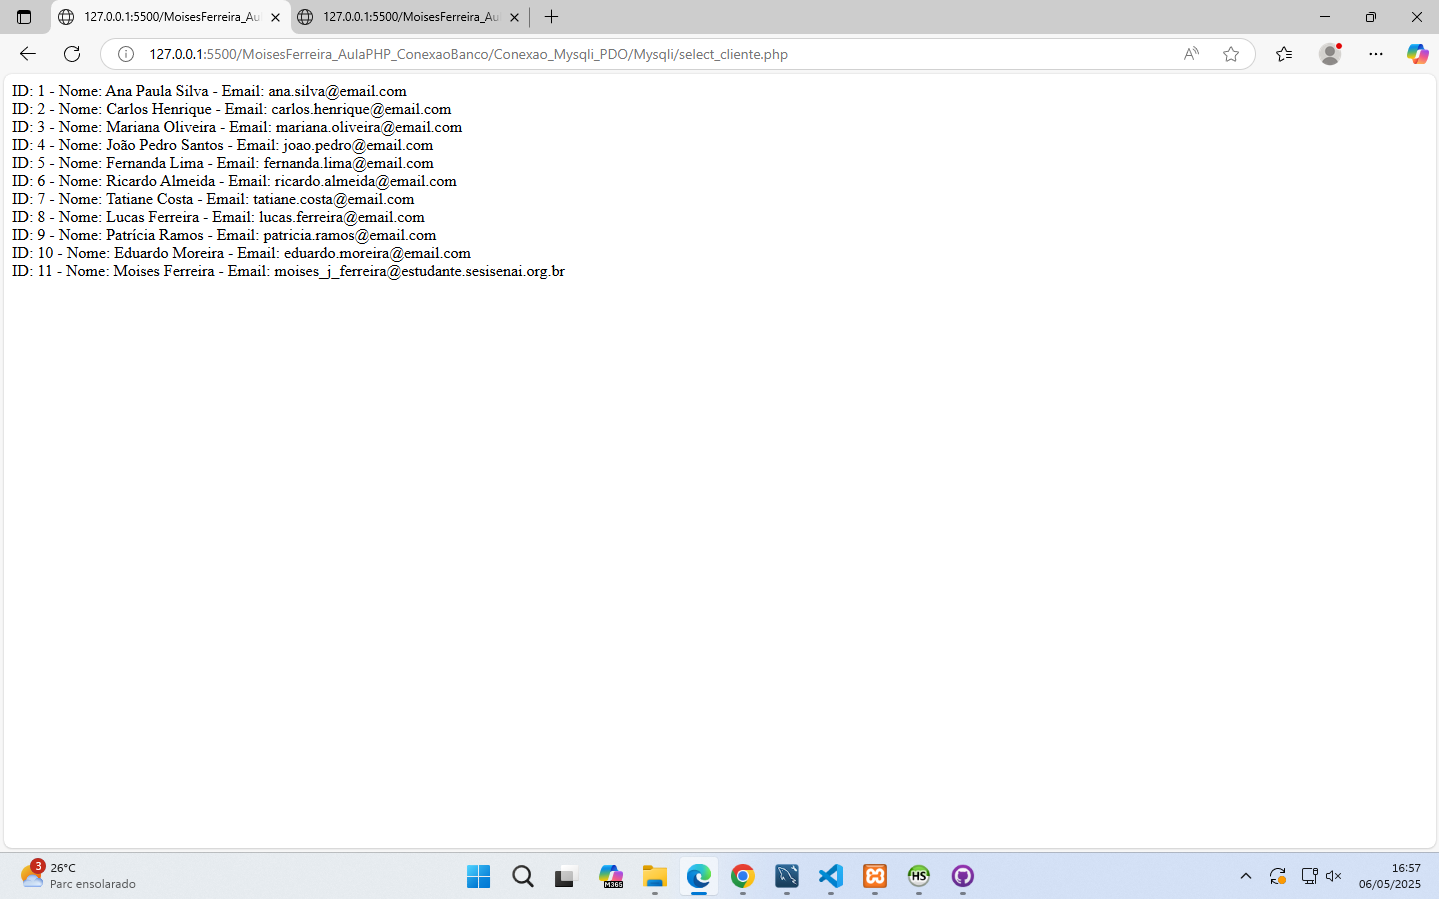 127.0.0.1:5500/MoisesFerreira_Au
127.0.0.1:5500/MoisesFerreira_Au
127.0.0.1:5500/MoisesFerreira_AulaPHP_ConexaoBanco/Conexao_Mysqli_PDO/Mysqli/select_cliente.php
ID: 1 - Nome: Ana Paula Silva - Email: ana.silva@email.com
ID: 2 - Nome: Carlos Henrique - Email: carlos.henrique@email.com
ID: 3 - Nome: Mariana Oliveira - Email: mariana.oliveira@email.com
ID: 4 - Nome: João Pedro Santos - Email: joao.pedro@email.com
ID: 5 - Nome: Fernanda Lima - Email: fernanda.lima@email.com
ID: 6 - Nome: Ricardo Almeida - Email: ricardo.almeida@email.com
ID: 7 - Nome: Tatiane Costa - Email: tatiane.costa@email.com
ID: 8 - Nome: Lucas Ferreira - Email: lucas.ferreira@email.com
ID: 9 - Nome: Patrícia Ramos - Email: patricia.ramos@email.com
ID: 10 - Nome: Eduardo Moreira - Email: eduardo.moreira@email.com
ID: 11 - Nome: Moises Ferreira - Email: moises_j_ferreira@estudante.sesisenai.org.br
3
26°C
Parc ensolarado
M365
HS
16:57
06/05/2025